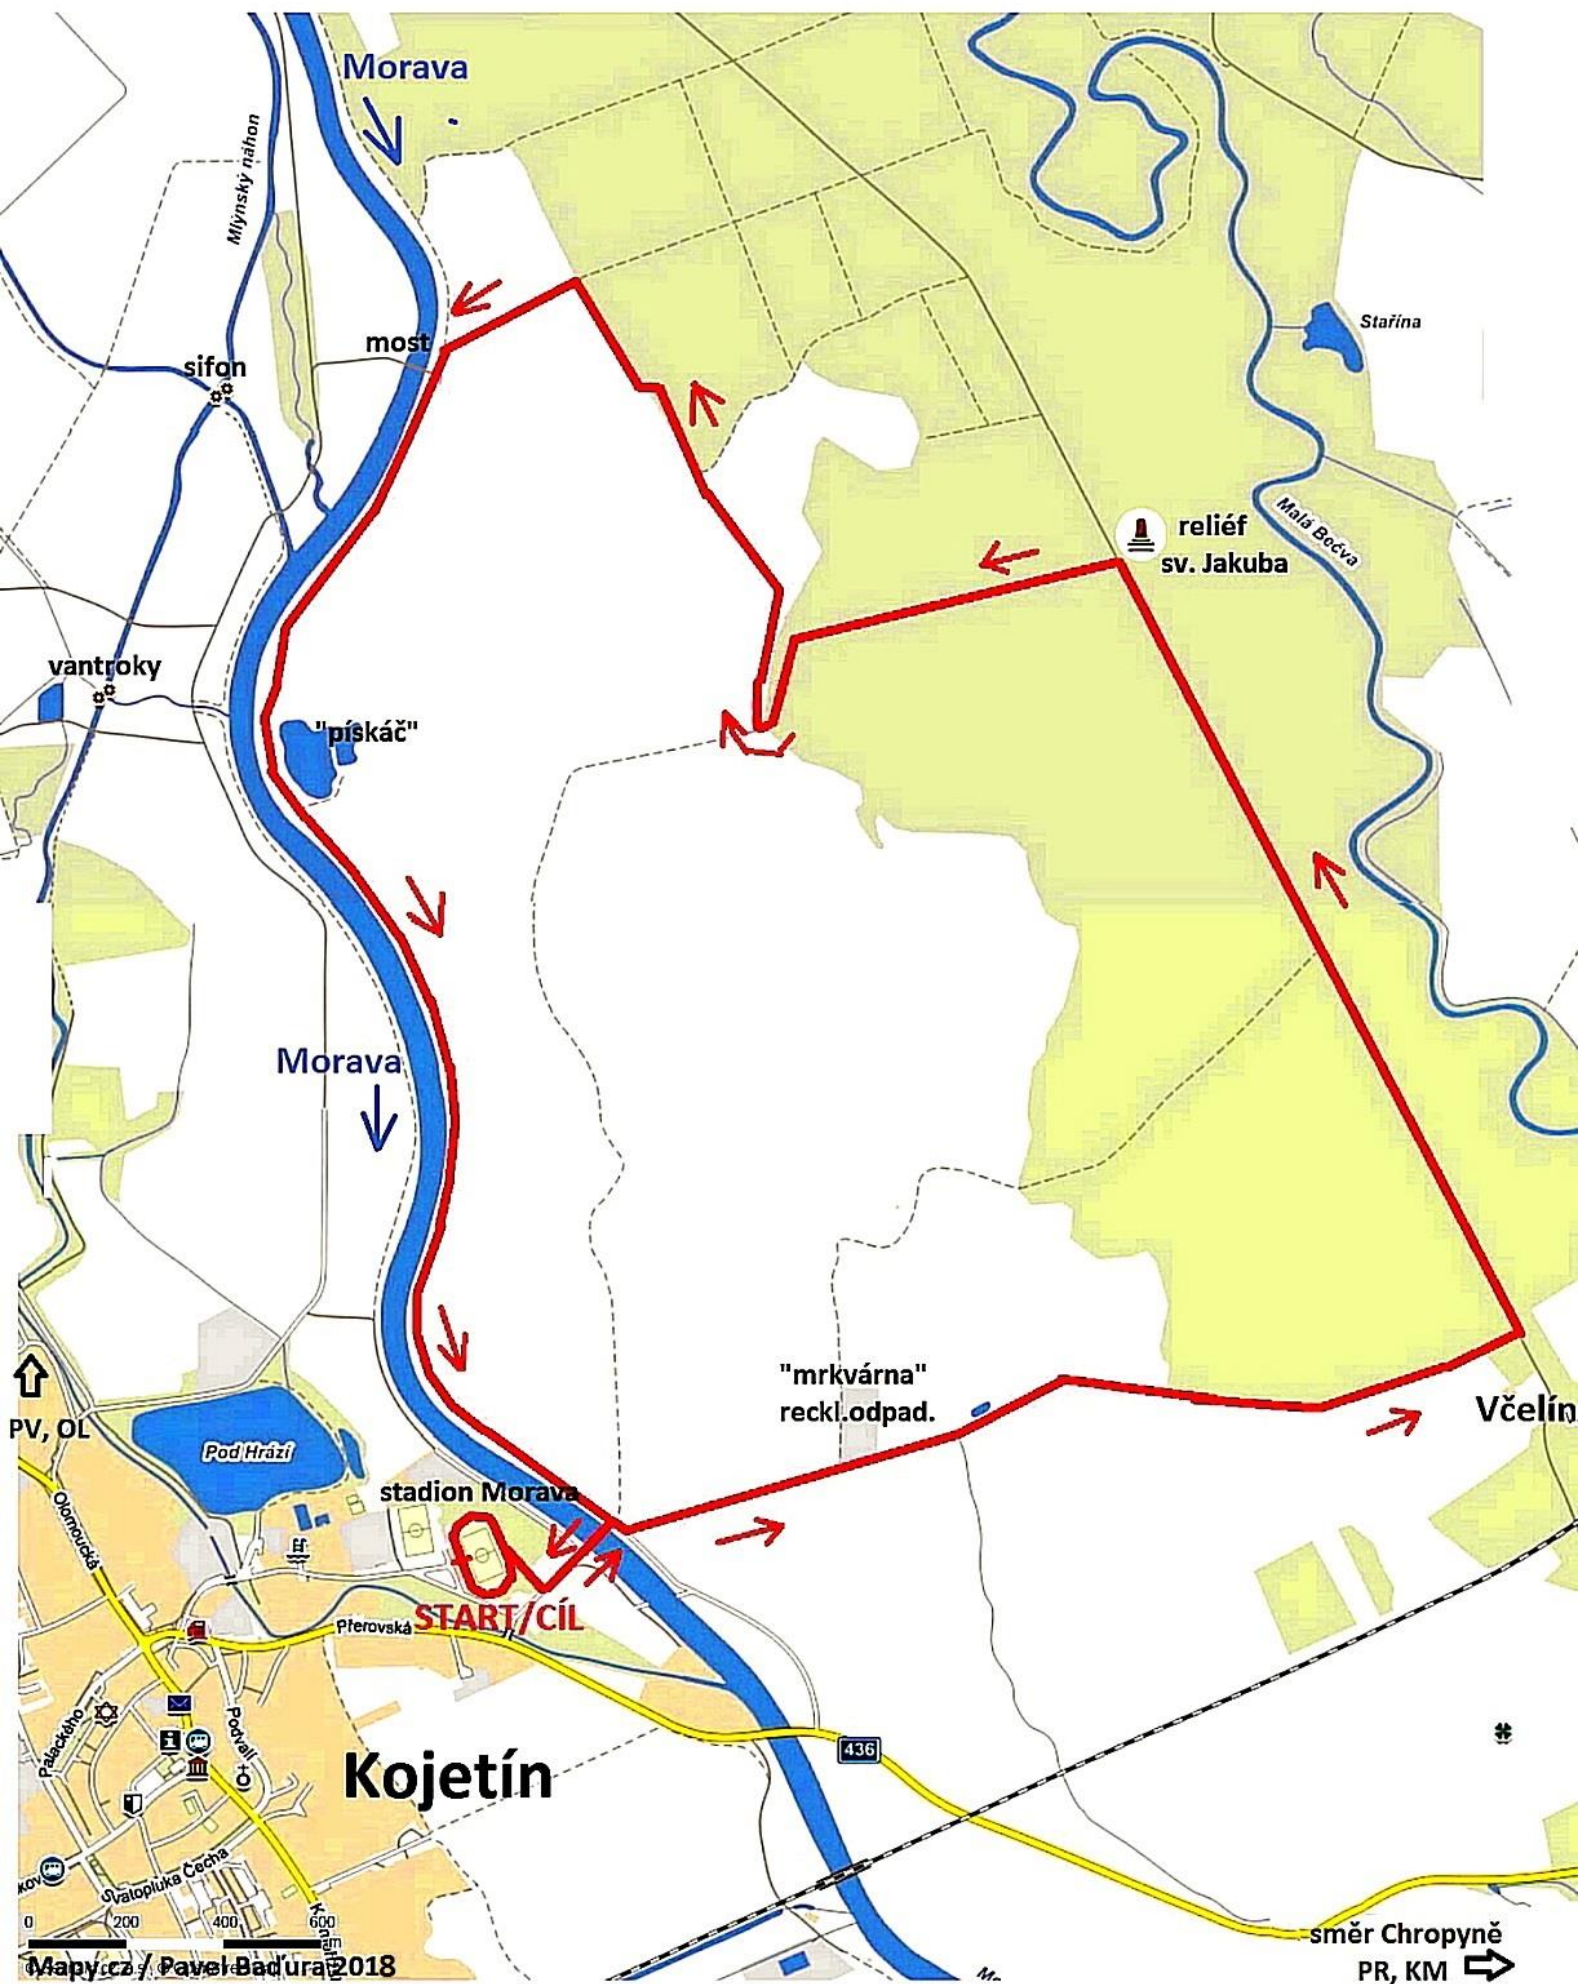 Morava
Mlýnský náhon
most
Stařina
sifon
Malá Bečva
reliéf
sv. Jakuba
vantroky
"pískáč"
Morava
"mrkvárna"
reckl.odpad.
Včelín
PV, OL
Pod Hrází
stadion Morava
Olomoucká
START/CÍL
Přerovská
Palackého
Podvalí
436
Kojetín
Svatopluka Čecha
0 200 400 600
směr Chropyně
Mapy.cz / Pavel Baďura 2018
PR, KM